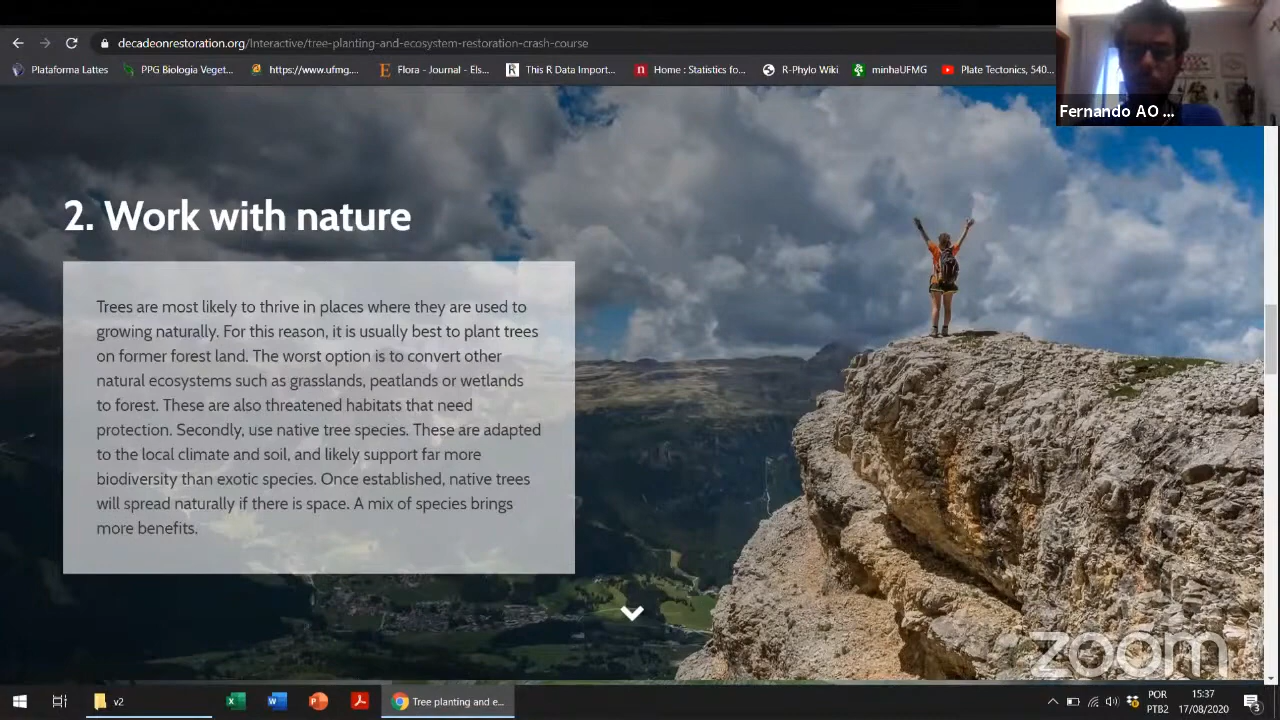 decadeonrestoration.org/Interactive/tree-planting-and-ecosystem-restoration-crash-course
Plataforma Lattes
PPG Biologia Veget...
https://www.ufmg....
Flora - Journal - Els...
This R Data Import...
Home : Statistics fo...
R-Phylo Wiki
minhaUFMG
Plate Tectonics, 540...
Fernando AO ...
2. Work with nature
Trees are most likely to thrive in places where they are used to
growing naturally. For this reason, it is usually best to plant trees
on former forest land. The worst option is to convert other
natural ecosystems such as grasslands, peatlands or wetlands
to forest. These are also threatened habitats that need
protection. Secondly, use native tree species. These are adapted
to the local climate and soil, and likely support far more
biodiversity than exotic species. Once established, native trees
will spread naturally if there is space. A mix of species brings
more benefits.
zoom
v2
Tree planting and e...
POR
PTB2
15:37
17/08/2020
3